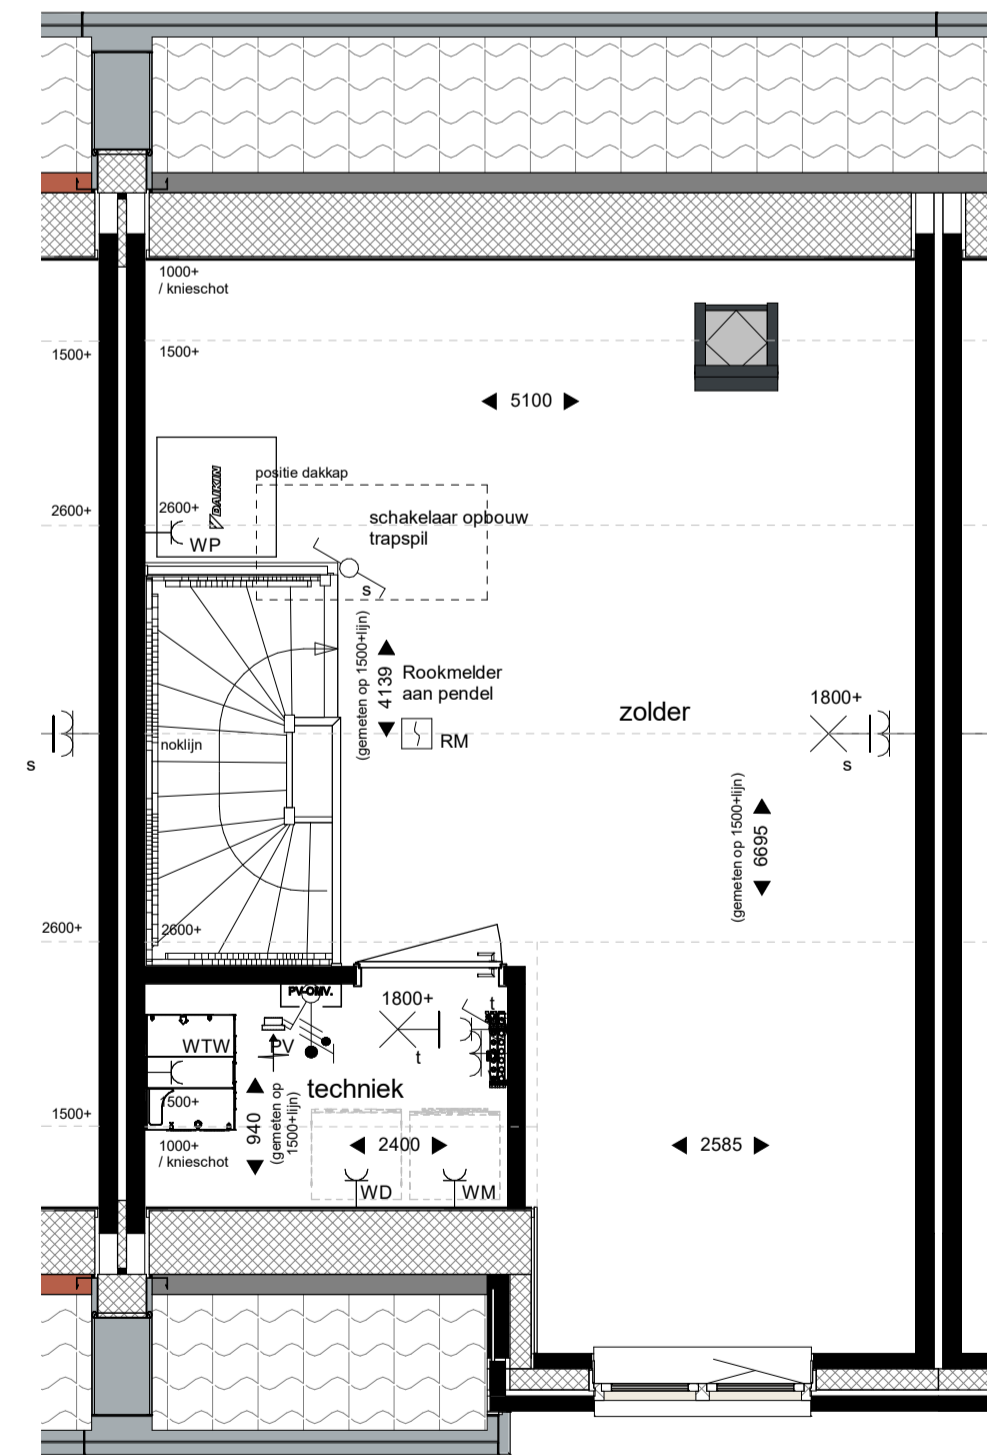 1000+
/ knieschot
1500+
1500+
5100
positie dakkap
DAIKIN
2600+
2600+
WP
schakelaar opbouw
trapspil
s
(gemeten op 1500+lijn)
4139
Rookmelder
aan pendel
RM
zolder
1800+
noklijn
s
s
(gemeten op 1500+lijn)
6695
2600+
2600+
PV-OMV.
1800+
t
WTW
PV
t
techniek
1500+
1500+
940
(gemeten op
1500+lijn)
1000+
/ knieschot
2400
2585
WD
WM